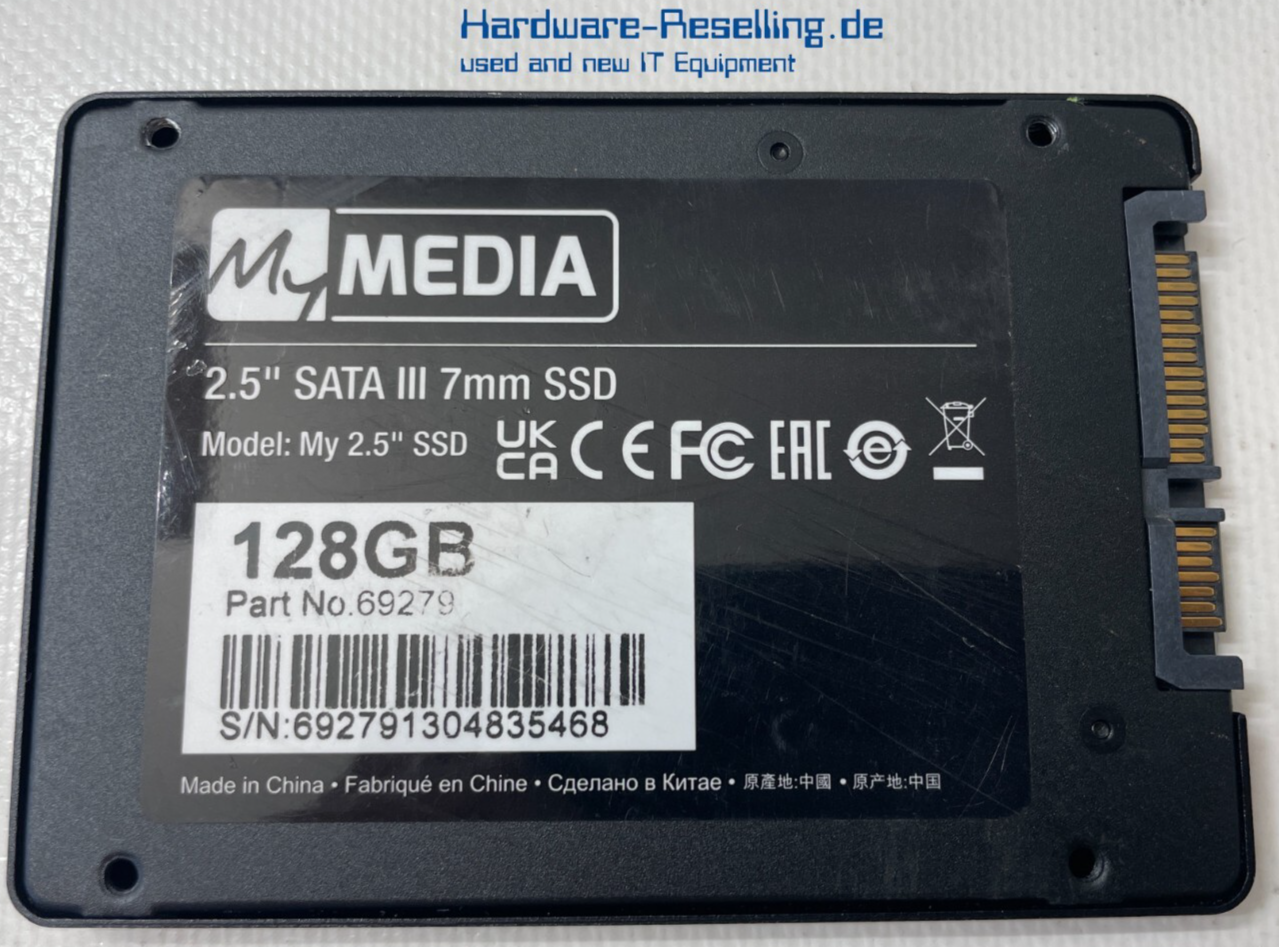 Hardware-Reselling.de
used and new IT Equipment
My MEDIA
2.5" SATA III 7mm SSD
Model: My 2.5" SSD UK CA CE FC EAC e
128GB
Part No.69279
S/N:692791304835468
Made in China • Fabriqué en Chine • Сделано в Китае • 原產地:中國 • 原产地:中国